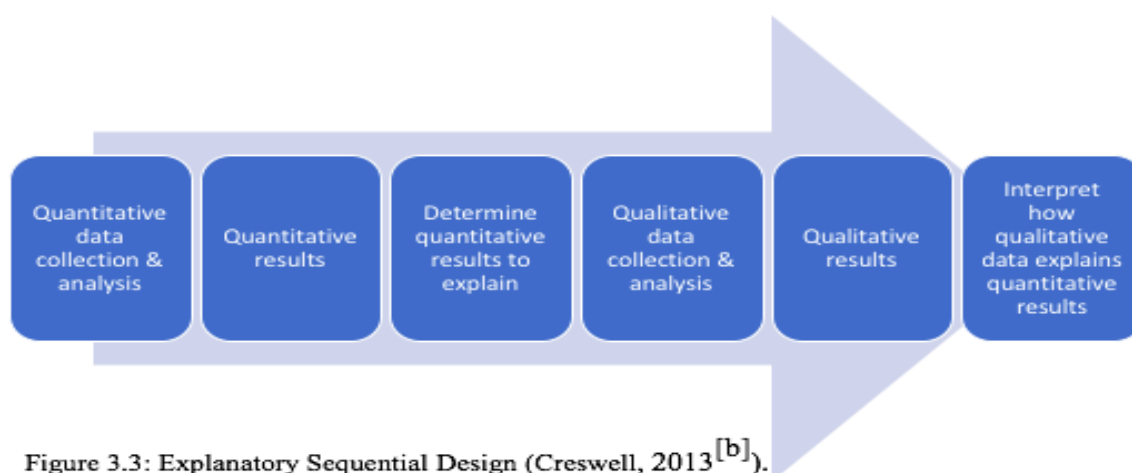 Quantitative
data
collection &
analysis
Quantitative
results
Determine
quantitative
results to
explain
Qualitative
data
collection &
analysis
Qualitative
results
Interpret
how
qualitative
data explains
quantitative
results
Figure 3.3: Explanatory Sequential Design (Creswell, 2013[b]).